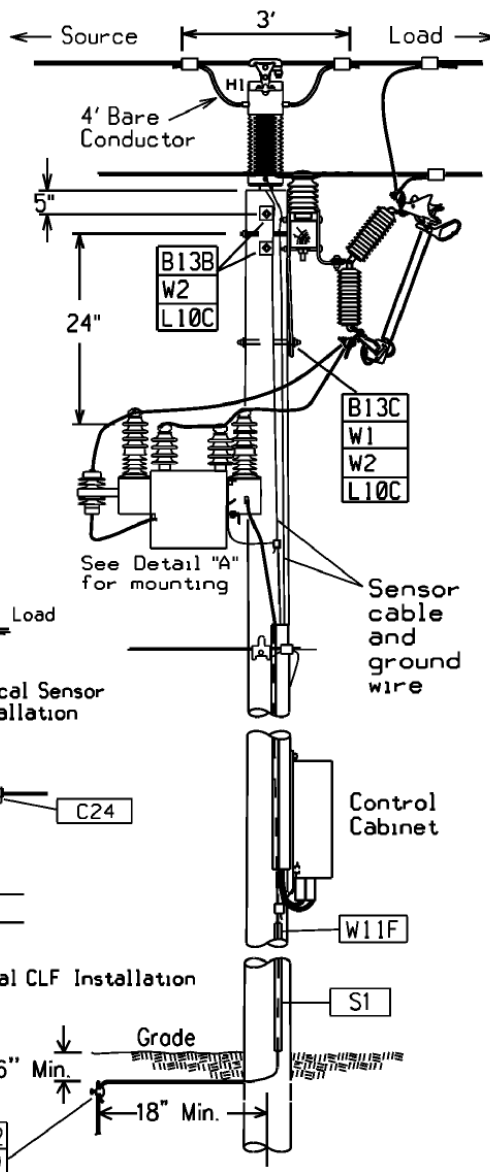 Source
3'
Load
H1
4' Bare
Conductor
5"
24"
B13B
W2
L10C
B13C
W1
W2
L10C
See Detail "A"
for mounting
Sensor
cable
and
ground
wire
Load
cal Sensor
allation
C24
Control
Cabinet
W11F
al CLF Installation
S1
Grade
6" Min.
18" Min.